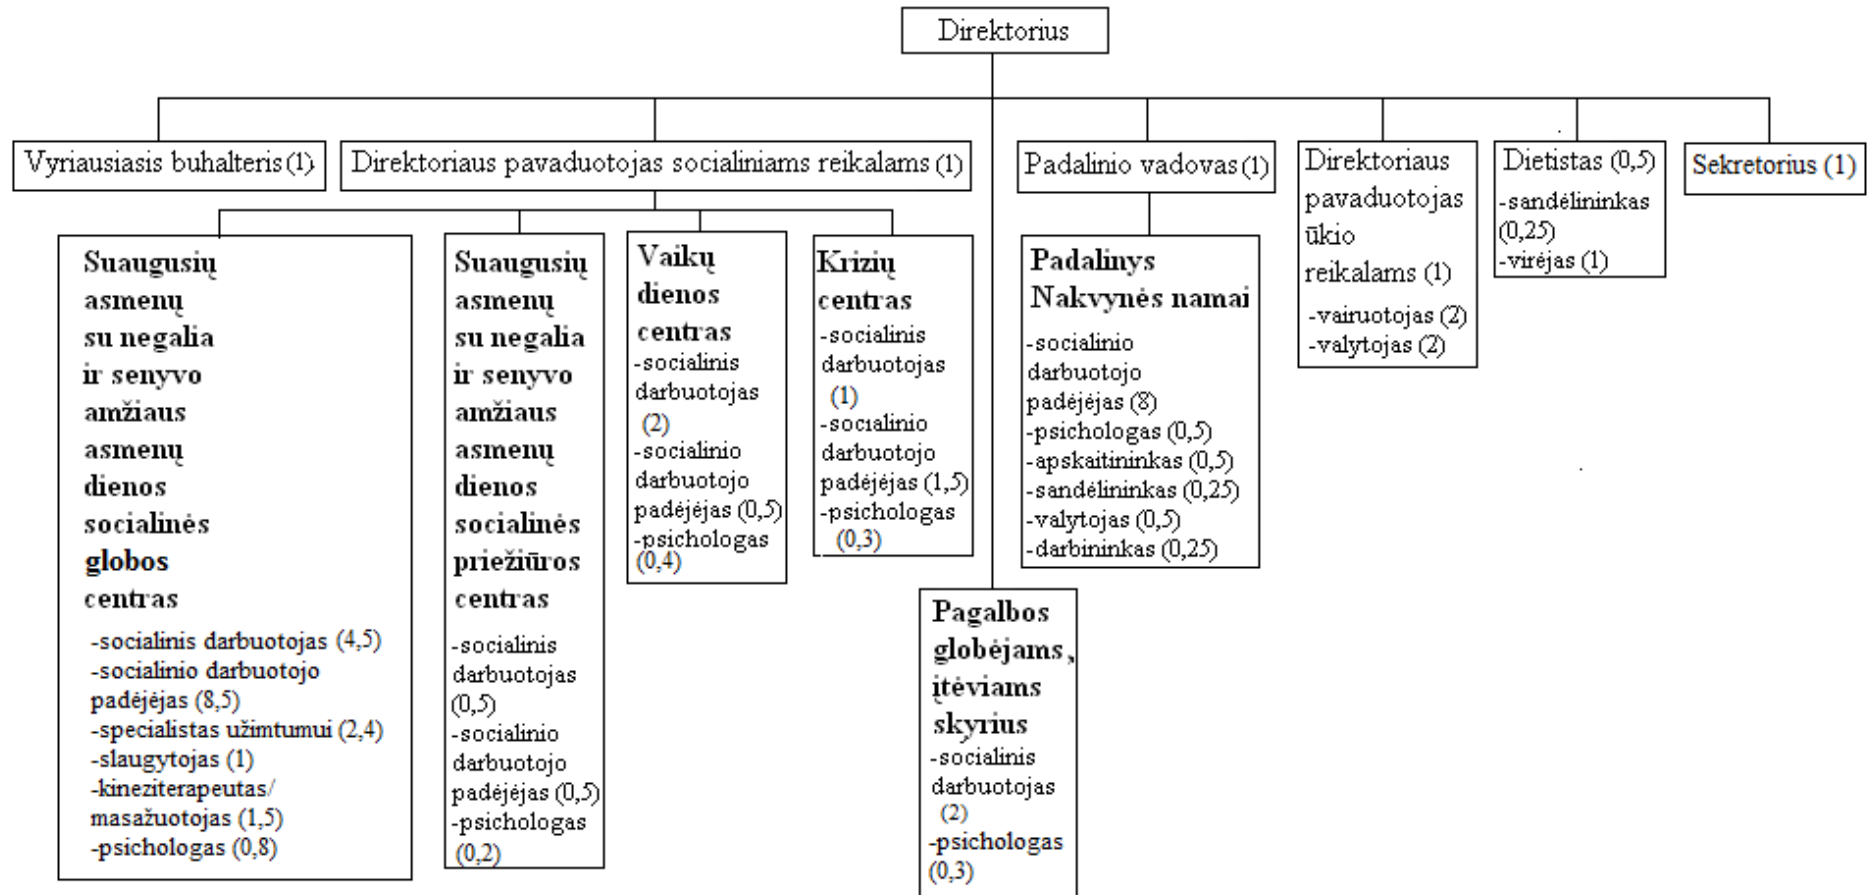 Direktorius
Vyriausiasis buhalteris (1)
Direktoriaus pavaduotojas socialiniams reikalams (1)
Padalinio vadovas (1)
Direktoriaus
pavaduotojas
ūkio
reikalams (1)
-vairuotojas (2)
-valytojas (2)
Dietistas (0,5)
-sandėlininkas
(0,25)
-virėjas (1)
Sekretorius (1)
Suaugusių
asmenų
su negalia
ir senyvo
amžiaus
asmenų
dienos
socialinės
globos
centras
-socialinis darbuotojas (4,5)
-socialinio darbuotojo
padėjėjas (8,5)
-specialistas užimtumui (2,4)
-slaugytojas (1)
-kineziterapeutas/
masažuotojas (1,5)
-psichologas (0,8)
Suaugusių
asmenų
su negalia
ir senyvo
amžiaus
asmenų
dienos
socialinės
priežiūros
centras
-socialinis
darbuotojas
(0,5)
-socialinio
darbuotojo
padėjėjas (0,5)
-psichologas
(0,2)
Vaikų
dienos
centras
-socialinis
darbuotojas
(2)
-socialinio
darbuotojo
padėjėjas (0,5)
-psichologas
(0,4)
Krizių
centras
-socialinis
darbuotojas
(1)
-socialinio
darbuotojo
padėjėjas (1,5)
-psichologas
(0,3)
Padalinys
Nakvynės namai
-socialinio
darbuotojo
padėjėjas (8)
-psichologas (0,5)
-apskaitininkas (0,5)
-sandėlininkas (0,25)
-valytojas (0,5)
-darbininkas (0,25)
Pagalbos
globėjams,
įtėviams
skyrius
-socialinis
darbuotojas
(2)
-psichologas
(0,3)